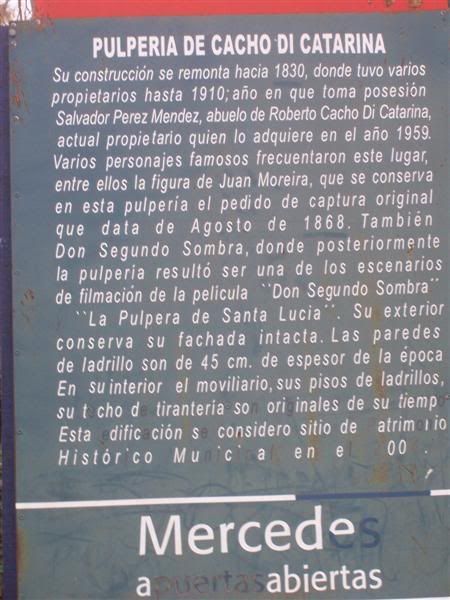 PULPERIA DE CACHO DI CATARINA
Su construcción se remonta hacia 1830, donde tuvo varios
propietarios hasta 1910; año en que toma posesión
Salvador Perez Mendez, abuelo de Roberto Cacho Di Catarina,
actual propietario quien lo adquiere en el año 1959.
Varios personajes famosos frecuentaron este lugar,
entre ellos la figura de Juan Moreira, que se conserva
en esta pulpería el pedido de captura original
que data de Agosto de 1868. También
Don Segundo Sombra, donde posteriormente
la pulperia resultó ser una de los escenarios
de filmación de la película ``Don Segundo Sombra´´
``La Pulpera de Santa Lucia´´. Su exterior
conserva su fachada intacta. Las paredes
de ladrillo son de 45 cm. de espesor de la época
En su interior el moviliario, sus pisos de ladrillos,
su techo de tirantería son originales de su tiemp
Esta edificación se considero sitio de atrimonio
Histórico Municipal en el 00 .
Mercedes
apuertasabiertas